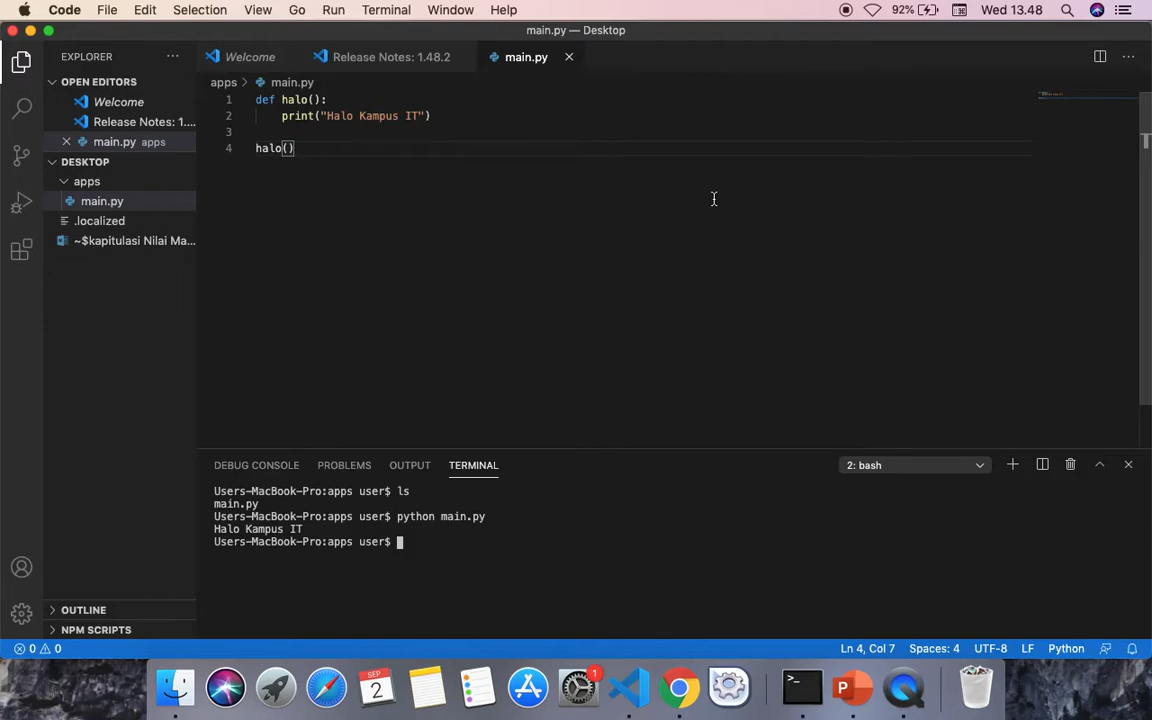 Code File Edit Selection View Go Run Terminal Window Help 92% Wed 13.48
main.py — Desktop
EXPLORER
Welcome Release Notes: 1.48.2 main.py
OPEN EDITORS
Welcome
Release Notes: 1....
main.py apps
DESKTOP
apps
main.py
.localized
~$kapitulasi Nilai Ma...
OUTLINE
NPM SCRIPTS
apps > main.py
1 def halo():
2 print("Halo Kampus IT")
3
4 halo()
DEBUG CONSOLE PROBLEMS OUTPUT TERMINAL 2: bash
Users-MacBook-Pro:apps user$ ls
main.py
Users-MacBook-Pro:apps user$ python main.py
Halo Kampus IT
Users-MacBook-Pro:apps user$
0 0 Ln 4, Col 7 Spaces: 4 UTF-8 LF Python
SEP
2
1